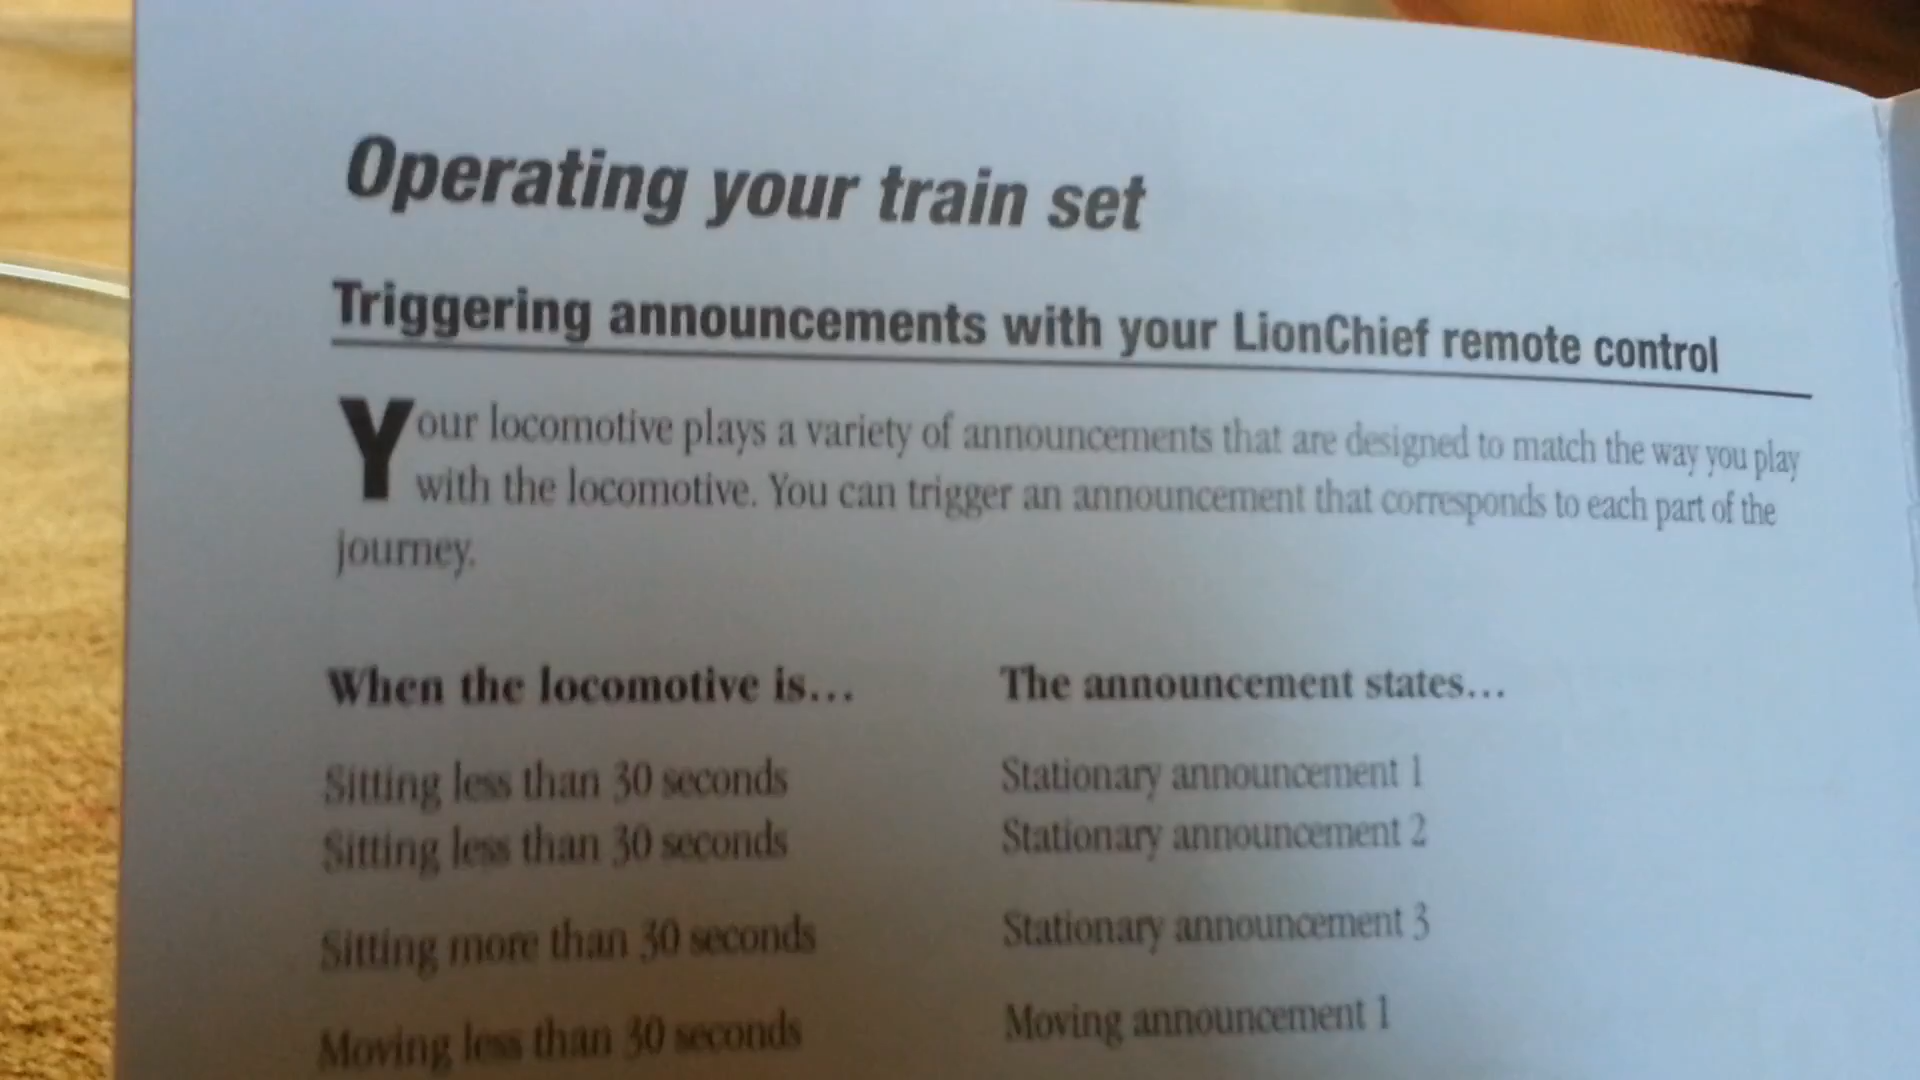 Operating your train set
Triggering announcements with your LionChief remote control
Your locomotive plays a variety of announcements that are designed to match the way you play
with the locomotive. You can trigger an announcement that corresponds to each part of the
journey.
When the locomotive is... The announcement states...
Sitting less than 30 seconds Stationary announcement 1
Sitting less than 30 seconds Stationary announcement 2
Sitting more than 30 seconds Stationary announcement 3
Moving less than 30 seconds Moving announcement 1